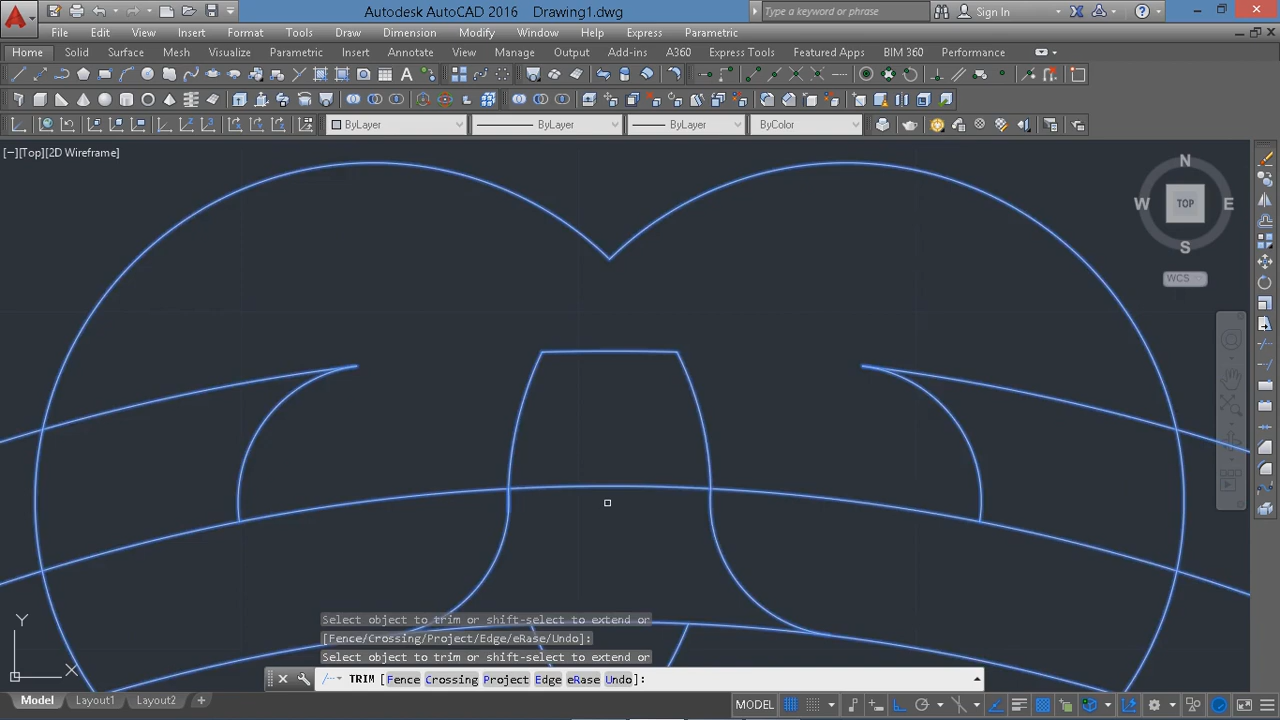 Autodesk AutoCAD 2016 Drawing1.dwg
Type a keyword or phrase
Sign In
File Edit View Insert Format Tools Draw Dimension Modify Window Help Express Parametric
Home Solid Surface Mesh Visualize Parametric Insert Annotate View Manage Output Add-ins A360 Express Tools Featured Apps BIM 360 Performance
ByLayer ByLayer ByLayer ByColor
[−][Top][2D Wireframe]
N
W TOP E
S
WCS
Y
X
Select object to trim or shift-select to extend or
[Fence/Crossing/Project/Edge/eRase/Undo]:
Select object to trim or shift-select to extend or
TRIM [Fence Crossing Project Edge eRase Undo]:
Model Layout1 Layout2 +
MODEL